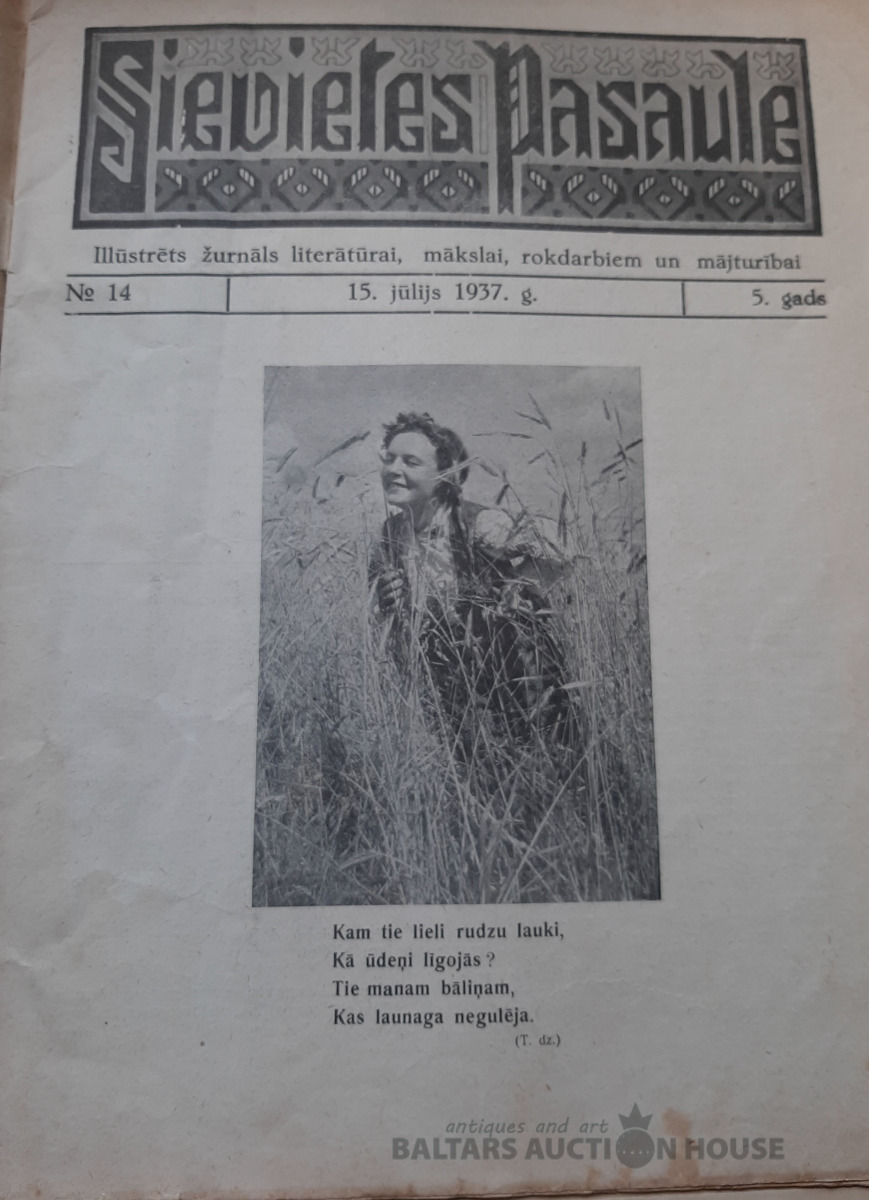 Sievietes Pasaule
Illūstrēts žurnāls literātūrai, mākslai, rokdarbiem un mājturībai
№ 14
15. jūlijs 1937. g.
5. gads
Kam tie lieli rudzu lauki,
Kā ūdeņi līgojās?
Tie manam bāliņam,
Kas launaga negulēja.
(T. dz.)
antiques and art
BALTARS AUCTION HOUSE